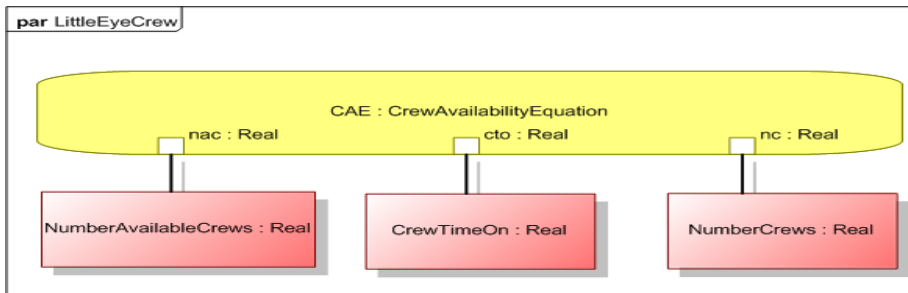 par LittleEyeCrew
CAE : CrewAvailabilityEquation
nac : Real
cto : Real
nc : Real
NumberAvailableCrews : Real
CrewTimeOn : Real
NumberCrews : Real